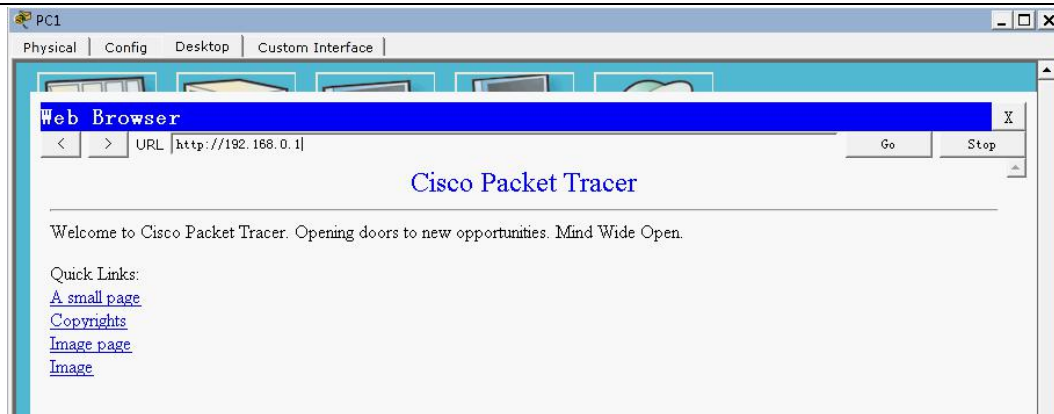 PC1
Physical Config Desktop Custom Interface
Web Browser X
< > URL http://192.168.0.1 Go Stop
Cisco Packet Tracer
Welcome to Cisco Packet Tracer. Opening doors to new opportunities. Mind Wide Open.
Quick Links:
A small page
Copyrights
Image page
Image